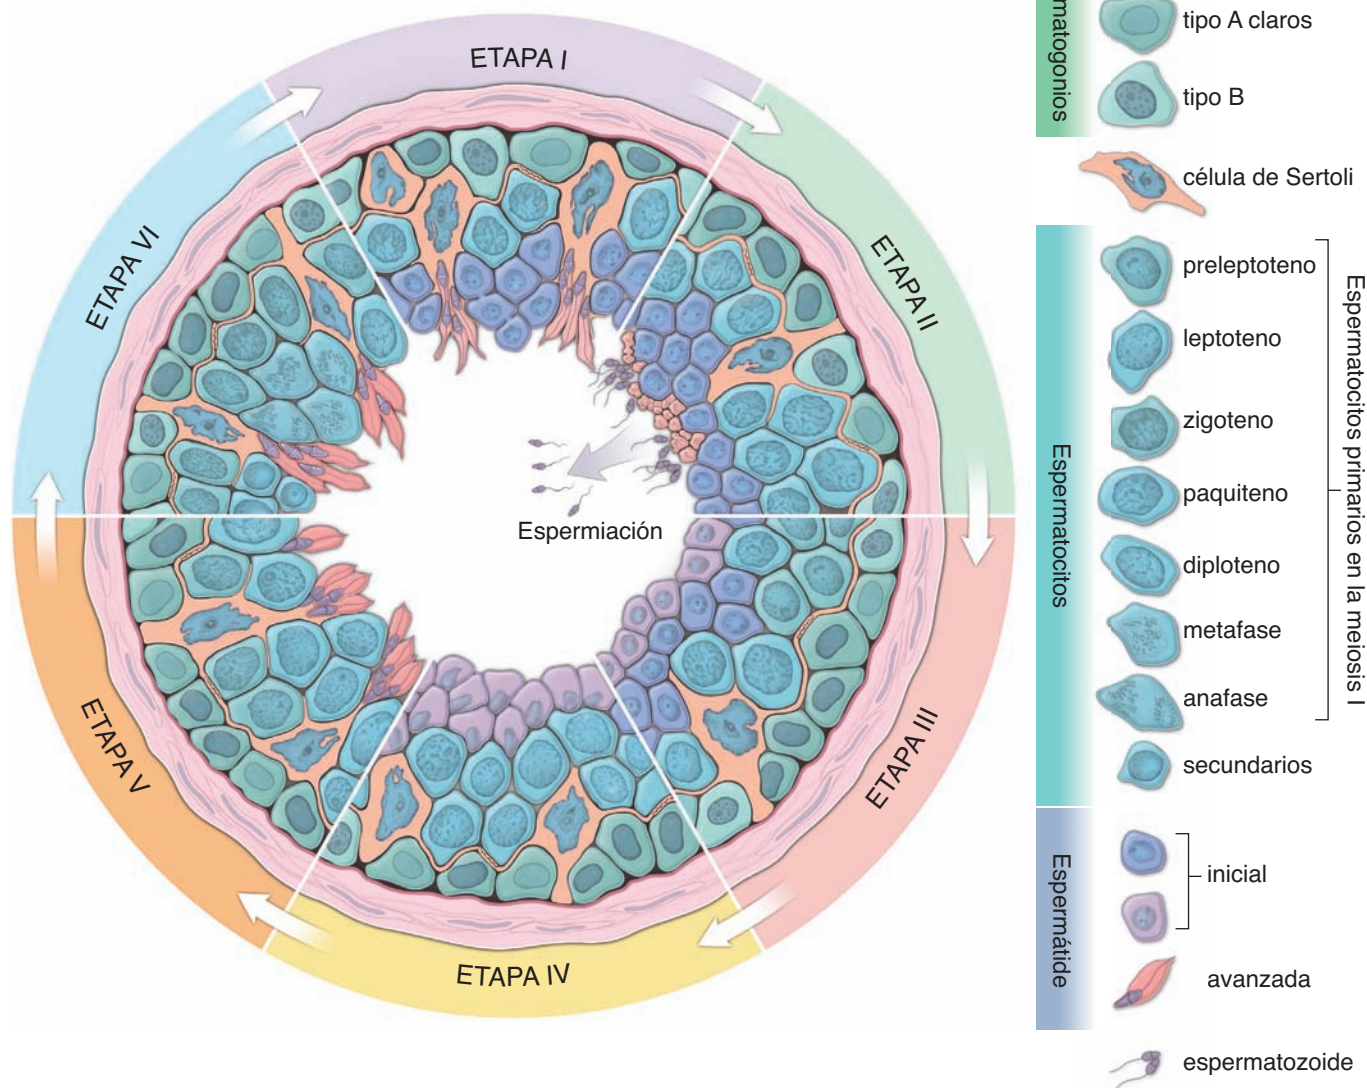 ETAPA I
ETAPA II
ETAPA III
ETAPA IV
ETAPA V
ETAPA VI
Espermiación
matogonios
tipo A claros
tipo B
célula de Sertoli
Espermatocitos
preleptoteno
leptoteno
zigoteno
paquiteno
diploteno
metafase
anafase
secundarios
Espermatocitos primarios en la meiosis I
Espermátide
inicial
avanzada
espermatozoide